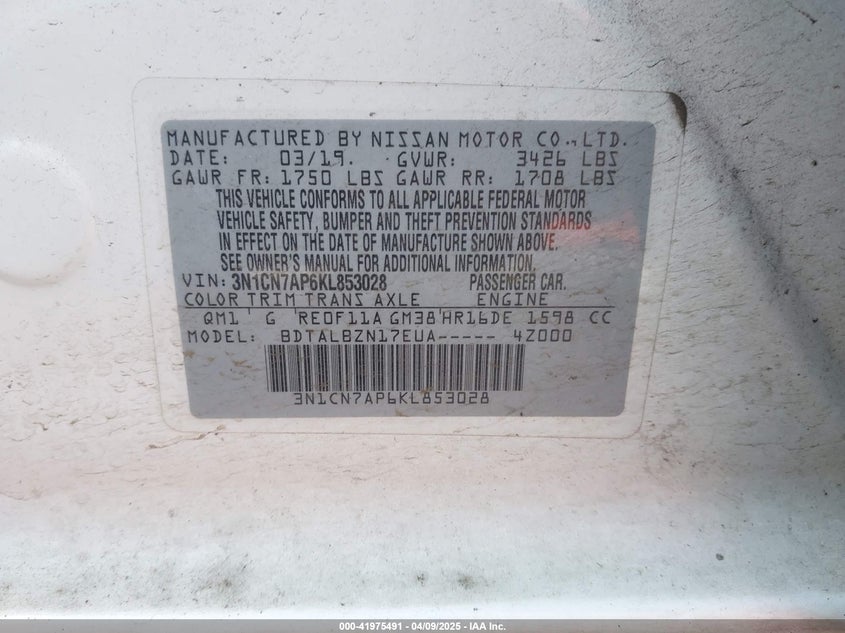 MANUFACTURED BY NISSAN MOTOR CO., LTD.
DATE: 03/19. GVWR: 3426 LBS
GAWR FR: 1750 LBS GAWR RR: 1708 LBS
THIS VEHICLE CONFORMS TO ALL APPLICABLE FEDERAL MOTOR
VEHICLE SAFETY, BUMPER AND THEFT PREVENTION STANDARDS
IN EFFECT ON THE DATE OF MANUFACTURE SHOWN ABOVE.
SEE OWNER'S MANUAL FOR ADDITIONAL INFORMATION.
VIN: 3N1CN7AP6KL853028 PASSENGER CAR.
COLOR TRIM TRANS AXLE ENGINE
QM1 G RE0F11A GM38 HR16DE 1598 CC
MODEL: BDTALBZN17EUA----- 4Z000
3N1CN7AP6KL853028
000-41975491 - 04/09/2025 - IAA Inc.